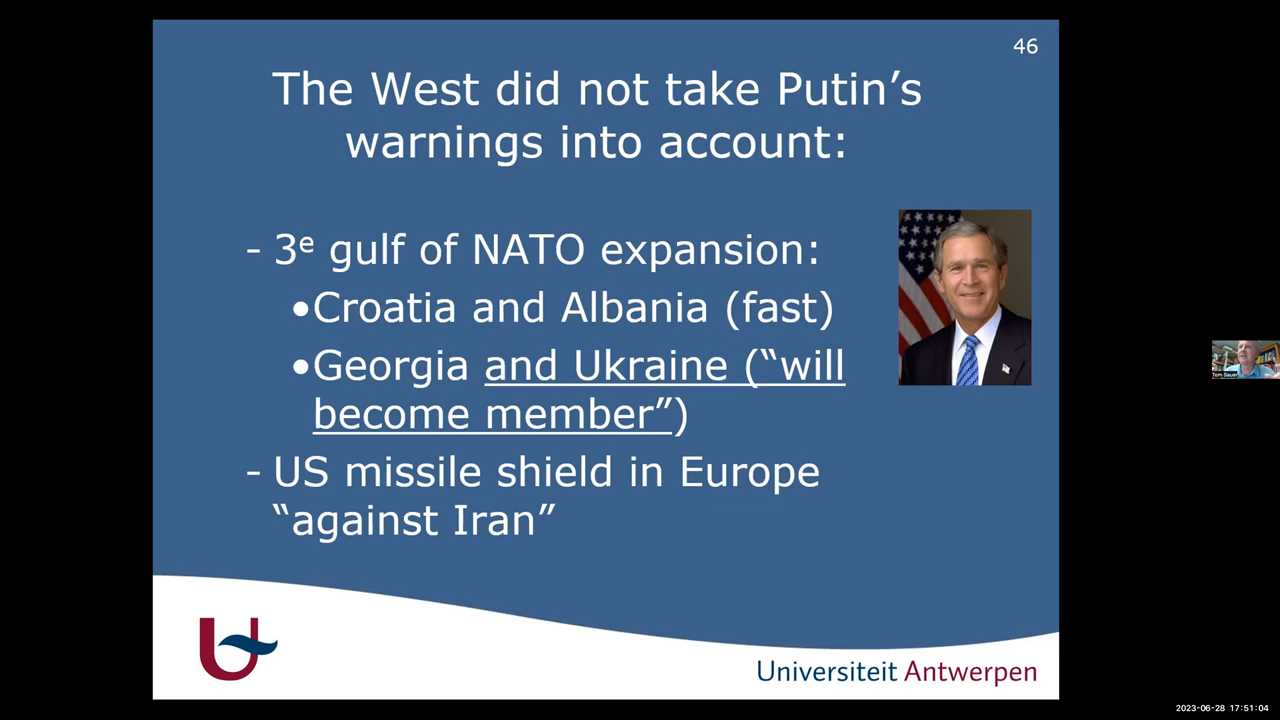 46
The West did not take Putin’s
warnings into account:
- 3e gulf of NATO expansion:
•Croatia and Albania (fast)
•Georgia and Ukraine (“will
become member”)
- US missile shield in Europe
“against Iran”
Tom Sauer
Universiteit Antwerpen
2023-06-28 17:51:04